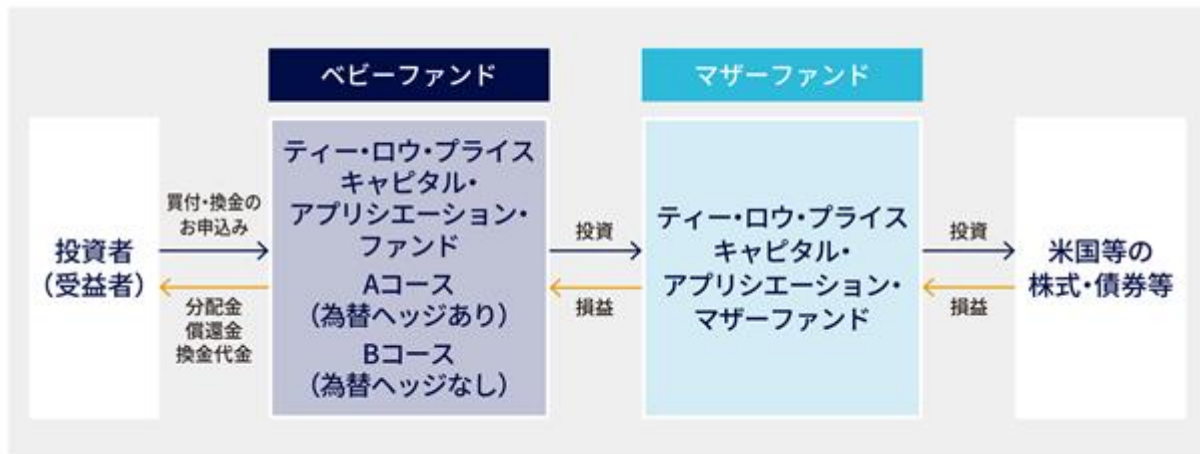 ベビーファンド
マザーファンド
投資者
（受益者）
買付・換金の
お申込み
分配金
償還金
換金代金
ティー・ロウ・プライス
キャピタル・
アプリシエーション・
ファンド
Aコース
（為替ヘッジあり）
Bコース
（為替ヘッジなし）
投資
損益
ティー・ロウ・プライス
キャピタル・
アプリシエーション・
マザーファンド
投資
損益
米国等の
株式・債券等